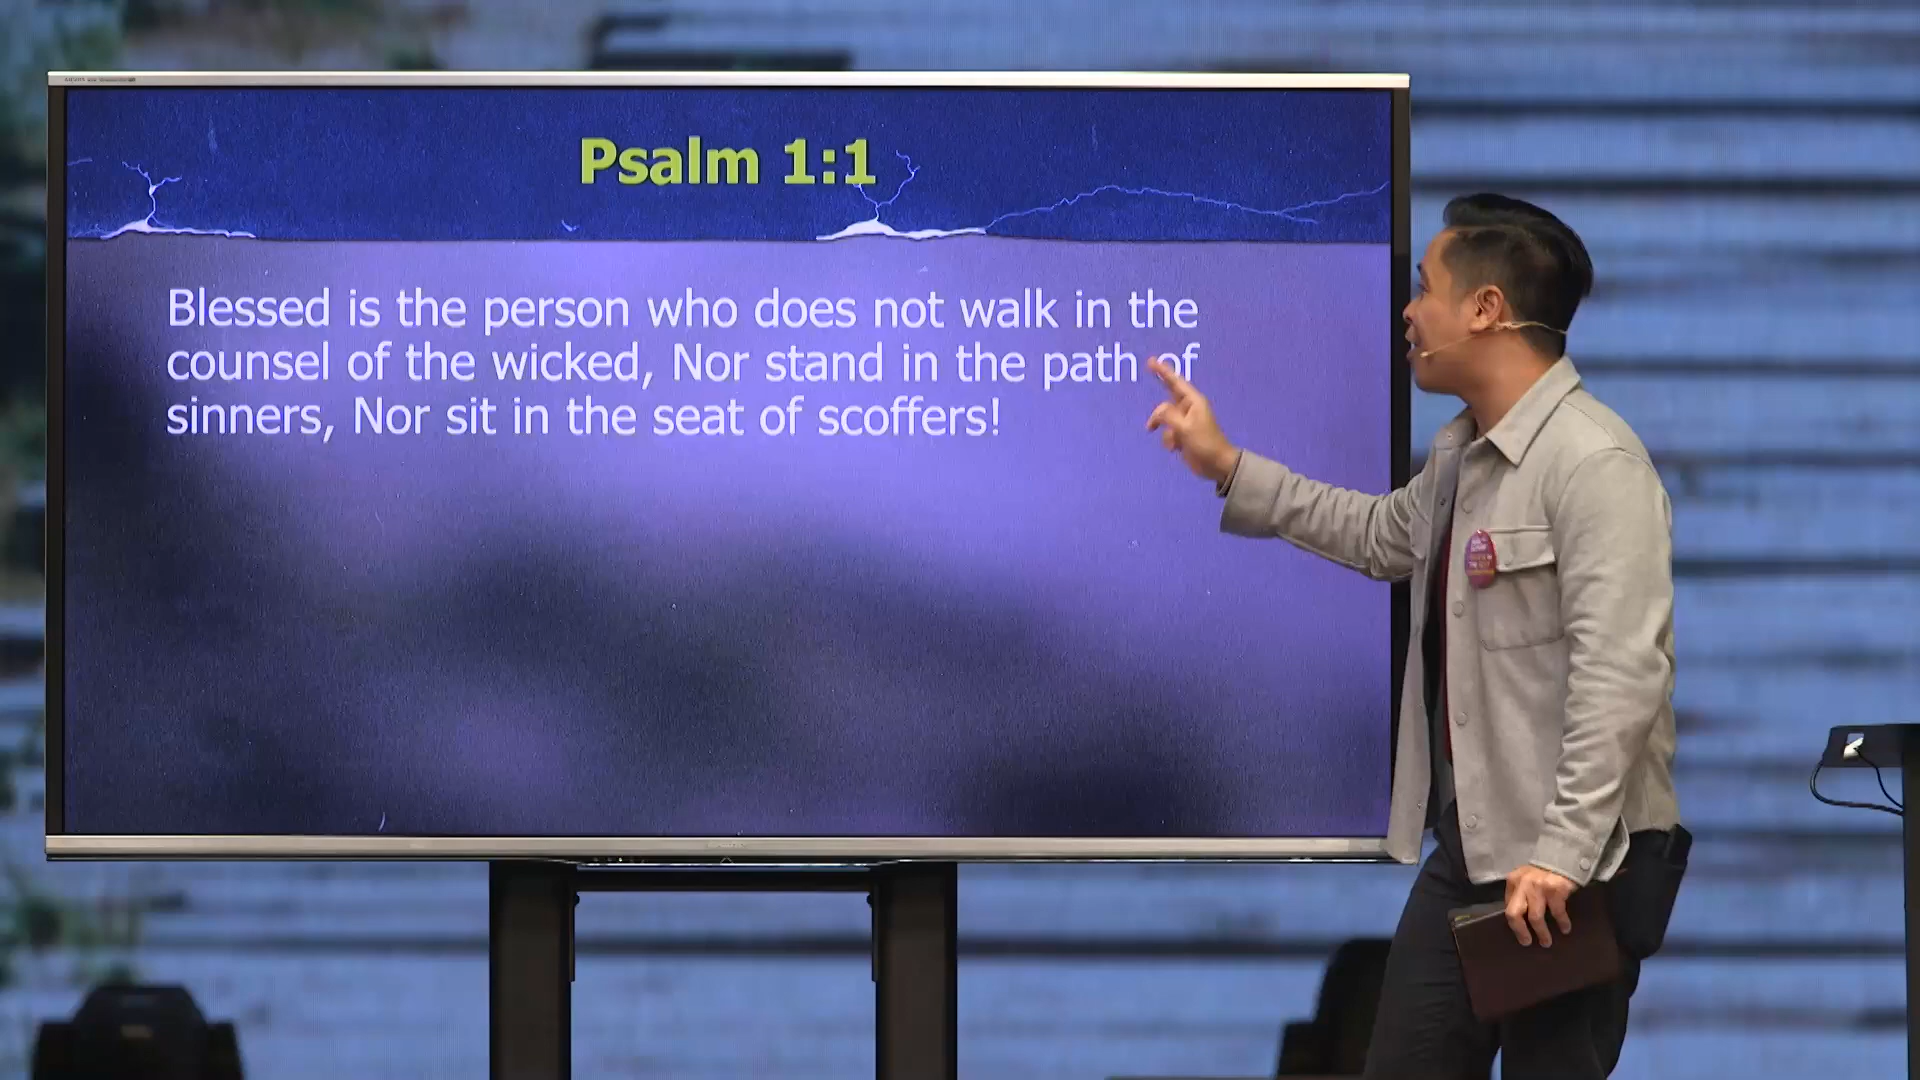 Psalm 1:1
Blessed is the person who does not walk in the
counsel of the wicked, Nor stand in the path of
sinners, Nor sit in the seat of scoffers!